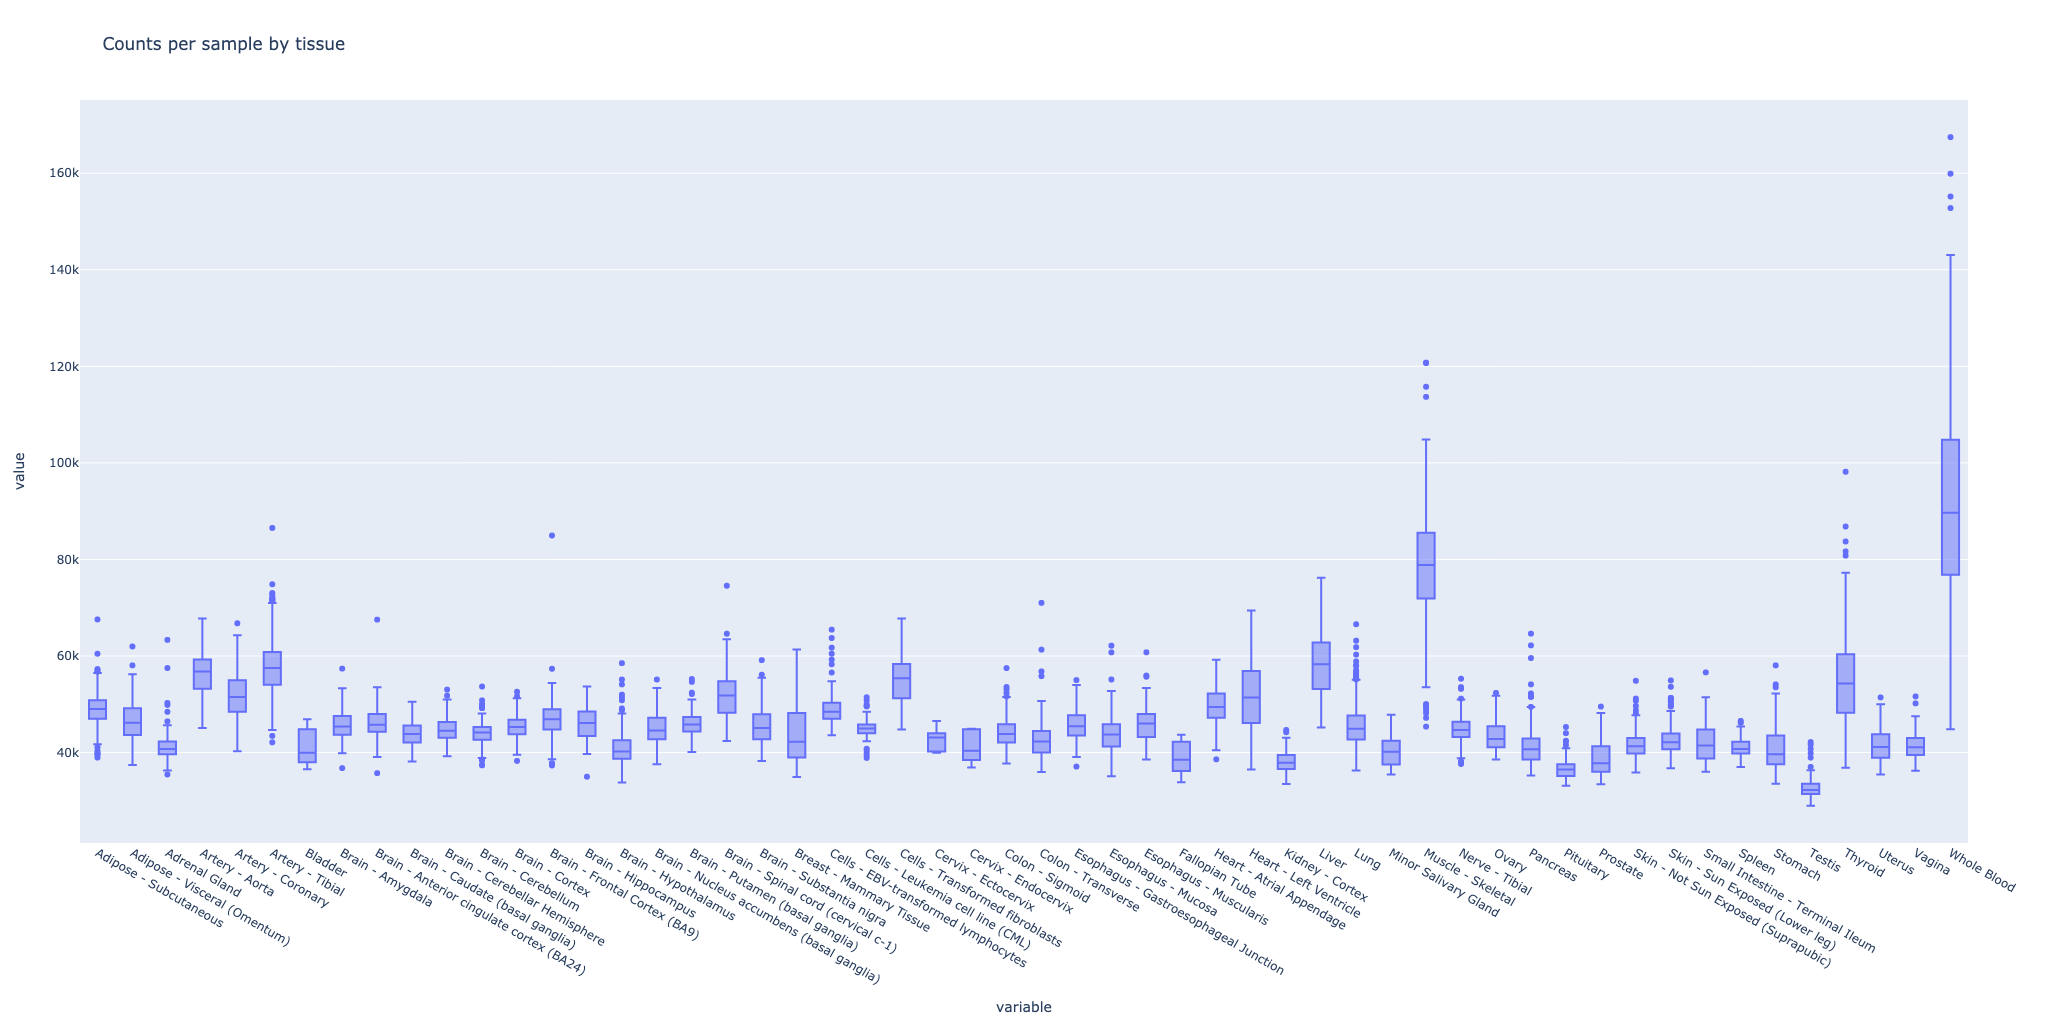 Counts per sample by tissue
160k
140k
120k
100k
80k
60k
40k
value
Adipose - Subcutaneous
Adipose - Visceral (Omentum)
Adrenal Gland
Artery - Aorta
Artery - Coronary
Artery - Tibial
Bladder
Brain - Amygdala
Brain - Anterior cingulate cortex (BA24)
Brain - Caudate (basal ganglia)
Brain - Cerebellar Hemisphere
Brain - Cerebellum
Brain - Cortex
Brain - Frontal Cortex (BA9)
Brain - Hippocampus
Brain - Hypothalamus
Brain - Nucleus accumbens (basal ganglia)
Brain - Putamen (basal ganglia)
Brain - Spinal cord (cervical c-1)
Brain - Substantia nigra
Breast - Mammary Tissue
Cells - EBV-transformed lymphocytes
Cells - Leukemia cell line (CML)
Cells - Transformed fibroblasts
Cervix - Ectocervix
Cervix - Endocervix
Colon - Sigmoid
Colon - Transverse
Esophagus - Gastroesophageal Junction
Esophagus - Mucosa
Esophagus - Muscularis
Fallopian Tube
Heart - Atrial Appendage
Heart - Left Ventricle
Kidney - Cortex
Liver
Lung
Minor Salivary Gland
Muscle - Skeletal
Nerve - Tibial
Ovary
Pancreas
Pituitary
Prostate
Skin - Not Sun Exposed (Suprapubic)
Skin - Sun Exposed (Lower leg)
Small Intestine - Terminal Ileum
Spleen
Stomach
Testis
Thyroid
Uterus
Vagina
Whole Blood
variable